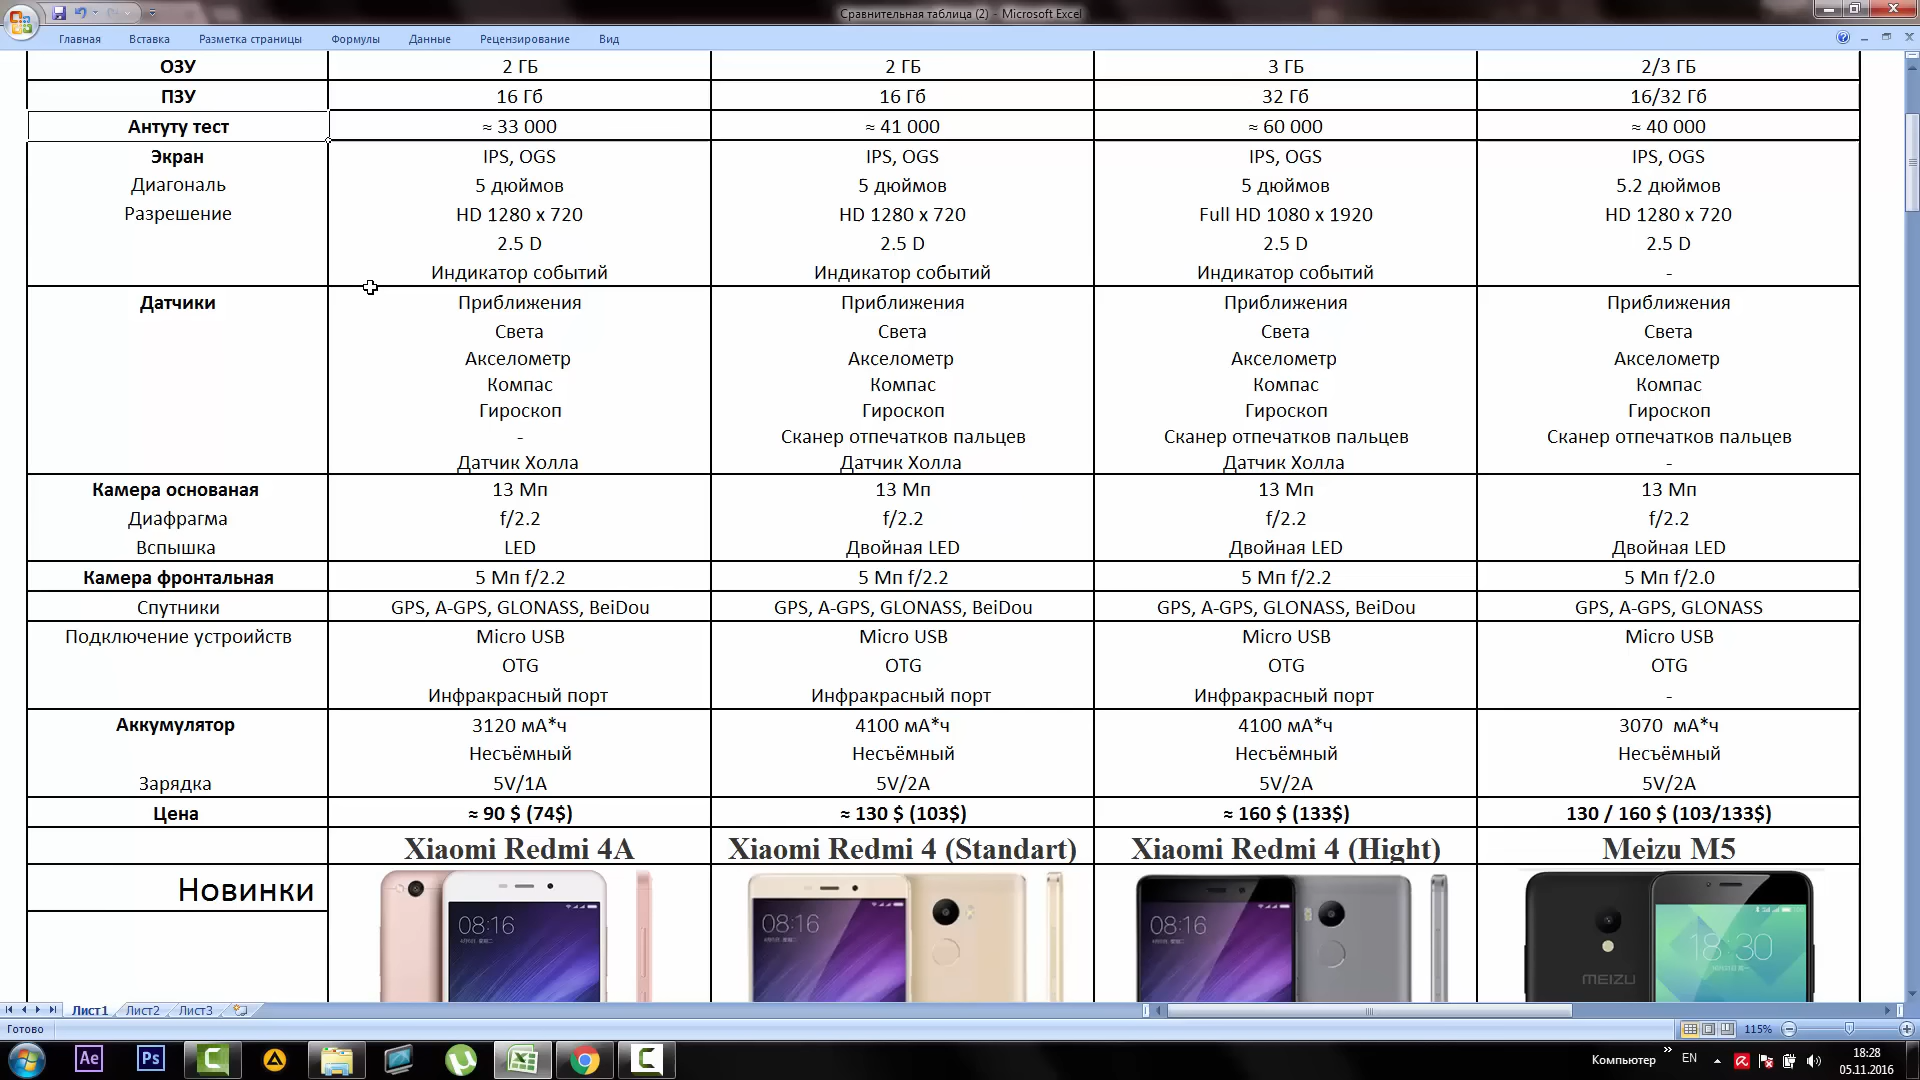 Сравнительная таблица (2) - Microsoft Excel
Главная Вставка Разметка страницы Формулы Данные Рецензирование Вид
ОЗУ 2 ГБ 2 ГБ 3 ГБ 2/3 ГБ
ПЗУ 16 Гб 16 Гб 32 Гб 16/32 Гб
Антуту тест ≈ 33 000 ≈ 41 000 ≈ 60 000 ≈ 40 000
Экран IPS, OGS IPS, OGS IPS, OGS IPS, OGS
Диагональ 5 дюймов 5 дюймов 5 дюймов 5.2 дюймов
Разрешение HD 1280 x 720 HD 1280 x 720 Full HD 1080 x 1920 HD 1280 x 720
2.5 D 2.5 D 2.5 D 2.5 D
Индикатор событий Индикатор событий Индикатор событий -
Датчики Приближения Приближения Приближения Приближения
Света Света Света Света
Акселометр Акселометр Акселометр Акселометр
Компас Компас Компас Компас
Гироскоп Гироскоп Гироскоп Гироскоп
- Сканер отпечатков пальцев Сканер отпечатков пальцев Сканер отпечатков пальцев
Датчик Холла Датчик Холла Датчик Холла -
Камера основаная 13 Мп 13 Мп 13 Мп 13 Мп
Диафрагма f/2.2 f/2.2 f/2.2 f/2.2
Вспышка LED Двойная LED Двойная LED Двойная LED
Камера фронтальная 5 Мп f/2.2 5 Мп f/2.2 5 Мп f/2.2 5 Мп f/2.0
Спутники GPS, A-GPS, GLONASS, BeiDou GPS, A-GPS, GLONASS, BeiDou GPS, A-GPS, GLONASS, BeiDou GPS, A-GPS, GLONASS
Подключение устроийств Micro USB Micro USB Micro USB Micro USB
OTG OTG OTG OTG
Инфракрасный порт Инфракрасный порт Инфракрасный порт -
Аккумулятор 3120 мА*ч 4100 мА*ч 4100 мА*ч 3070 мА*ч
Несъёмный Несъёмный Несъёмный Несъёмный
Зарядка 5V/1A 5V/2A 5V/2A 5V/2A
Цена ≈ 90 $ (74$) ≈ 130 $ (103$) ≈ 160 $ (133$) 130 / 160 $ (103/133$)
Xiaomi Redmi 4A Xiaomi Redmi 4 (Standart) Xiaomi Redmi 4 (Hight) Meizu M5
Новинки
08:16 08:16 08:16 18:30
MEIZU
Лист1 Лист2 Лист3
Готово 115%
Ae Ps Компьютер » EN 18:28
05.11.2016